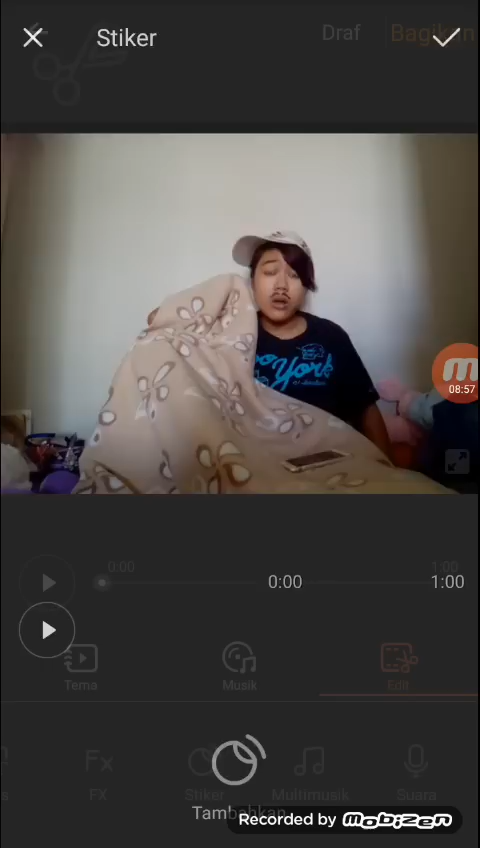 Stiker
Draf
Bagikan
oo York
M
08:57
0:00
1:00
0:00
1:00
Tema
Musik
Edit
Fx
FX
Stiker
Multimusik
Suara
Tambahkan
Recorded by mobizen